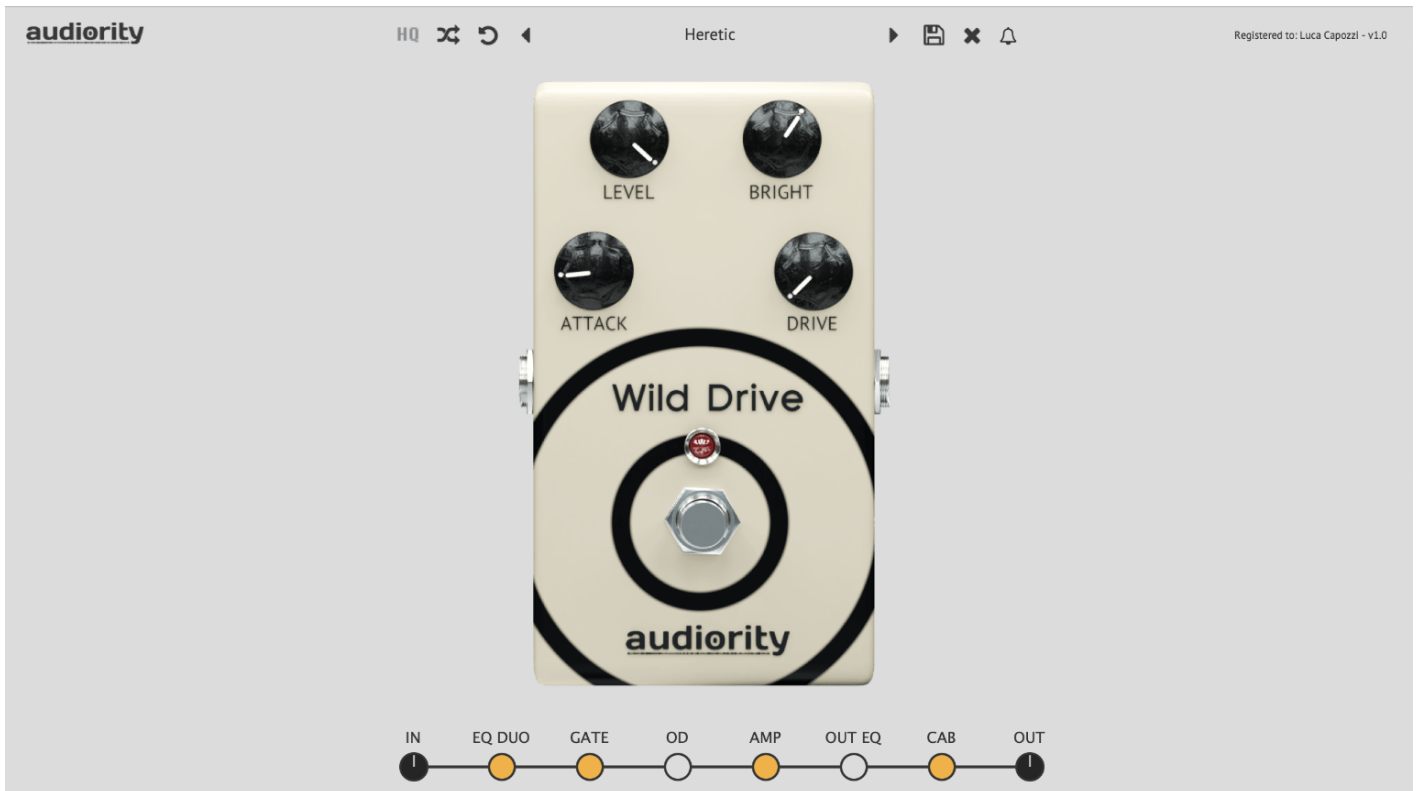 audiority
HQ
Heretic
Registered to: Luca Capozzi - v1.0
LEVEL
BRIGHT
ATTACK
DRIVE
Wild Drive
audiority
IN
EQ DUO
GATE
OD
AMP
OUT EQ
CAB
OUT